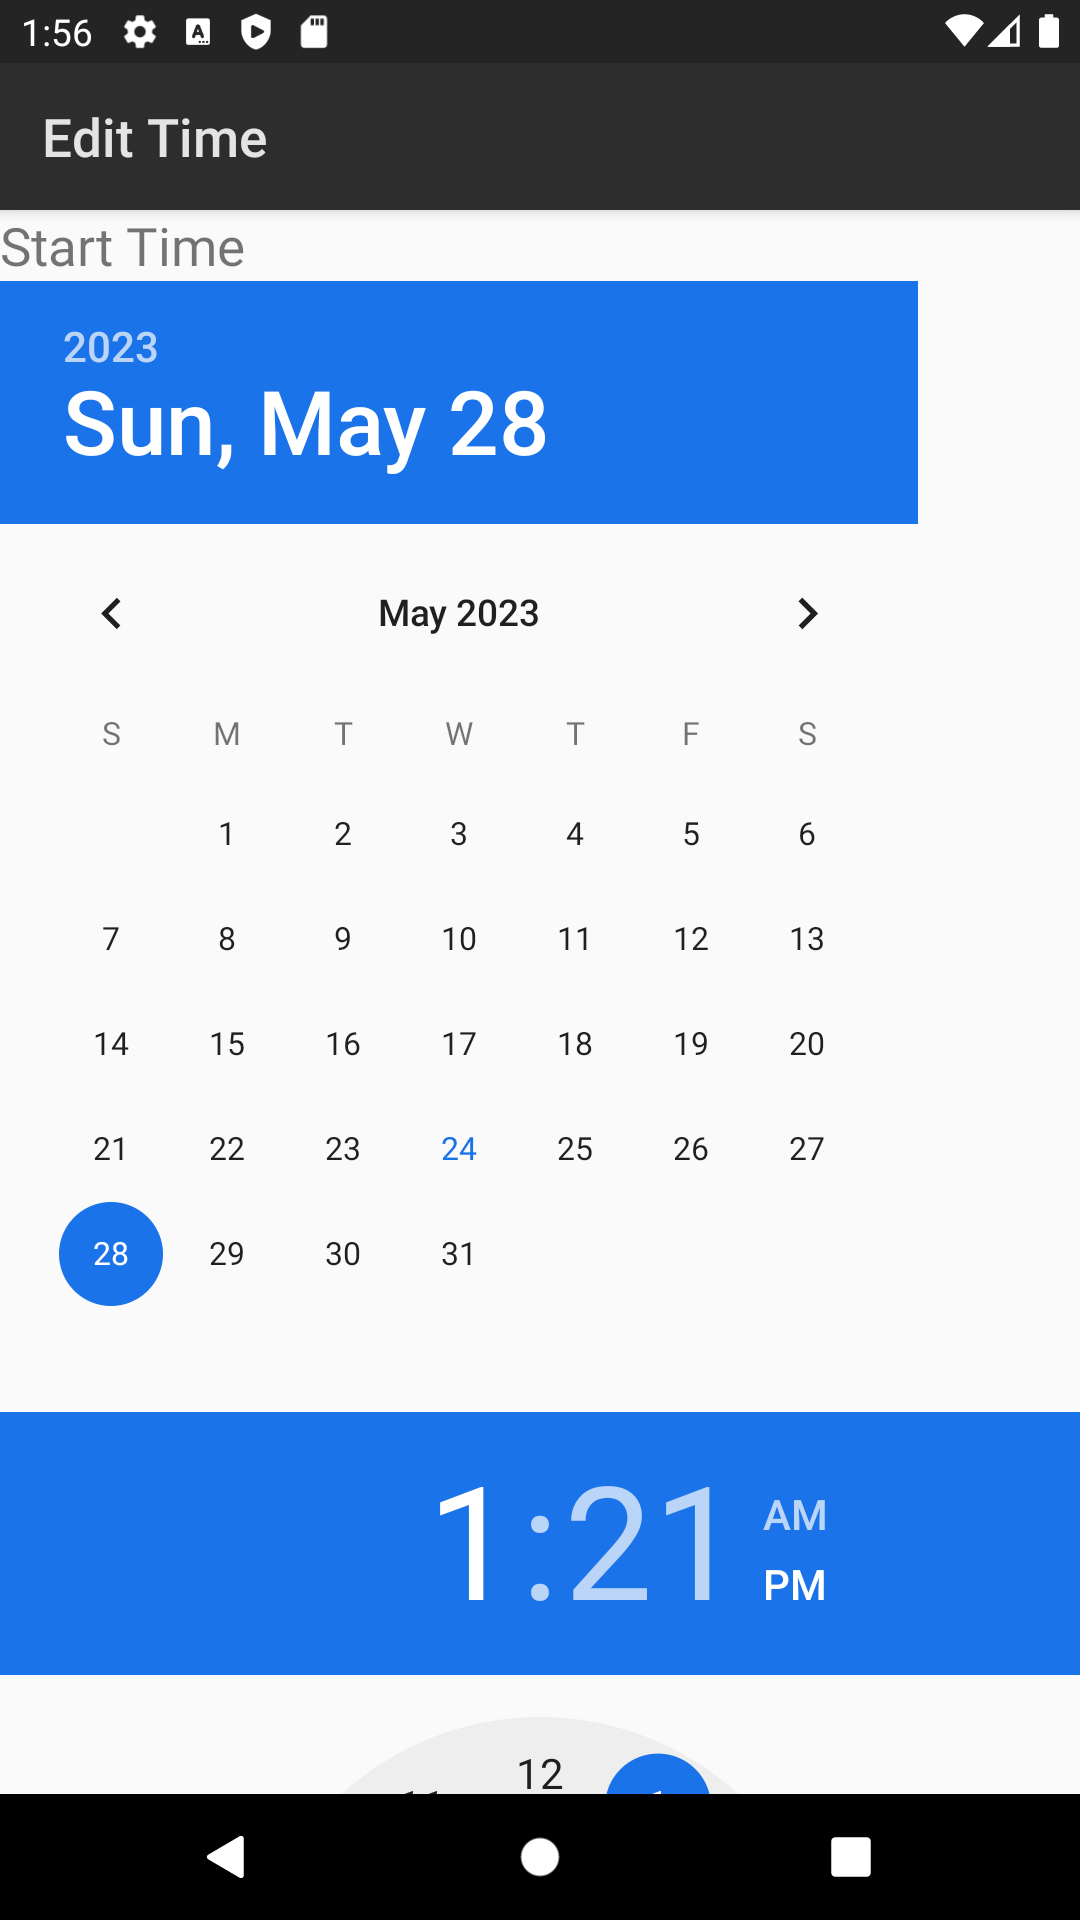 1:56
Edit Time
Start Time
2023
Sun, May 28
May 2023
S M T W T F S
1 2 3 4 5 6
7 8 9 10 11 12 13
14 15 16 17 18 19 20
21 22 23 24 25 26 27
28 29 30 31
1:21
AM
PM
12